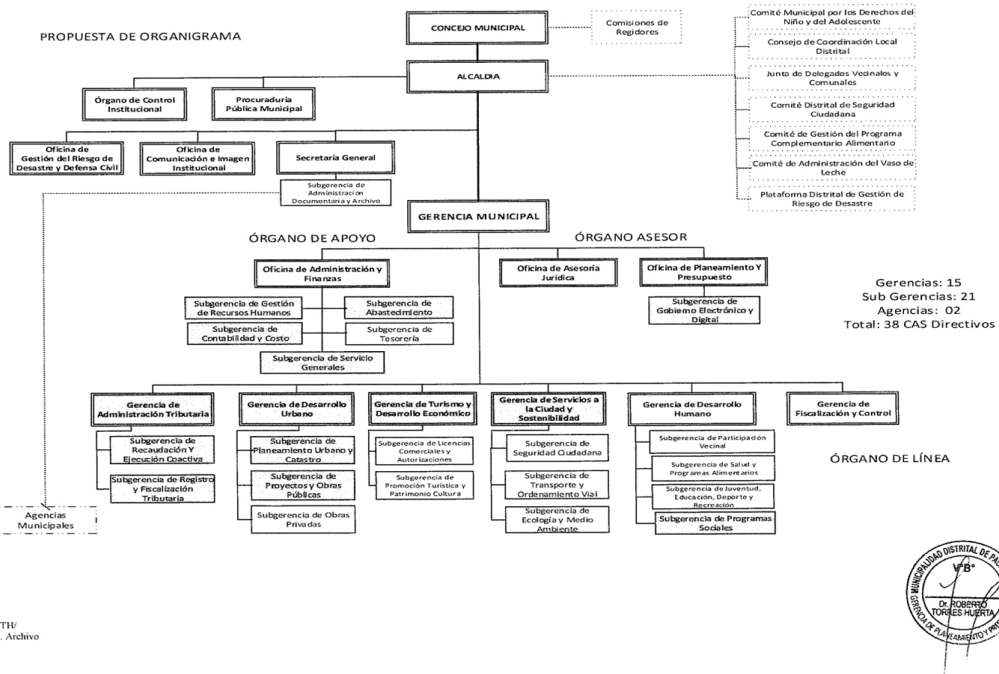 PROPUESTA DE ORGANIGRAMA
CONCEJO MUNICIPAL
Comisiones de
Regidores
ALCALDIA
Comité Municipal por los Derechos del
Niño y del Adolescente
Consejo de Coordinación Local
Distrital
Junta de Delegados Vecinales y
Comunales
Comité Distrital de Seguridad
Ciudadana
Comité de Gestión del Programa
Complementario Alimentario
Comité de Administración del Vaso de
Leche
Plataforma Distrital de Gestión de
Riesgo de Desastre
Órgano de Control
Institucional
Procuraduría
Pública Municipal
Oficina de
Gestión del Riesgo de
Desastre y Defensa Civil
Oficina de
Comunicación e Imagen
Institucional
Secretaría General
Subgerencia de
Administración
Documentaria y Archivo
GERENCIA MUNICIPAL
ÓRGANO DE APOYO
ÓRGANO ASESOR
Oficina de Administración y
Finanzas
Oficina de Asesoría
Jurídica
Oficina de Planeamiento Y
Presupuesto
Subgerencia de Gestión
de Recursos Humanos
Subgerencia de
Abastedimiento
Subgerencia de
Contabilidad y Costo
Subgerencia de
Tosorería
Subgerencia de Servicio
Generales
Subgerencia de
Gobierno Electrónico y
Digital
Gerencias: 15
Sub Gerencias: 21
Agencias: 02
Total: 38 CAS Directivos
Gerencia de
Administración Tributaria
Subgerencia de
Recaudación Y
Ejecución Coactiva
Subgerencia de Registro
y Fiscalización
Tributaria
Gerencia de Desarrollo
Urbano
Subgerencia de
Planeamiento Urbano y
Catastro
Subgerencia de
Proyectos y Obras
Públicas
Subgerencia de Obras
Privadas
Gerencia de Turismo y
Desarrollo Económico
Subgerencia de Licencias
Comerciales y
Autorizaciones
Subgerencia de
Promoción Turística y
Patrimonio Cultura
Gerencia de Servicios a
la Ciudad y
Sostenibilidad
Subgerencia de
Seguridad Ciudadana
Subgerencia de
Transporte y
Ordenamiento Vial
Subgerencia de
Ecología y Medio
Ambiente
Gerencia de Desarrollo
Humano
Subgerencia de Participación
Vecinal
Subgerencia de Salud y
Programas Alimentarios
Subgerencia de Juventud,
Educación, Deporte y
Recreación
Subgerencia de Programas
Sociales
Gerencia de
Fiscalización y Control
ÓRGANO DE LÍNEA
Agencias
Municipales
MUNICIPALIDAD DISTRITAL DE
V°B°
Dr. ROBERTO
TORRES HUERTA
GERENCIA DE PLANEAMIENTO Y
TH/
. Archivo